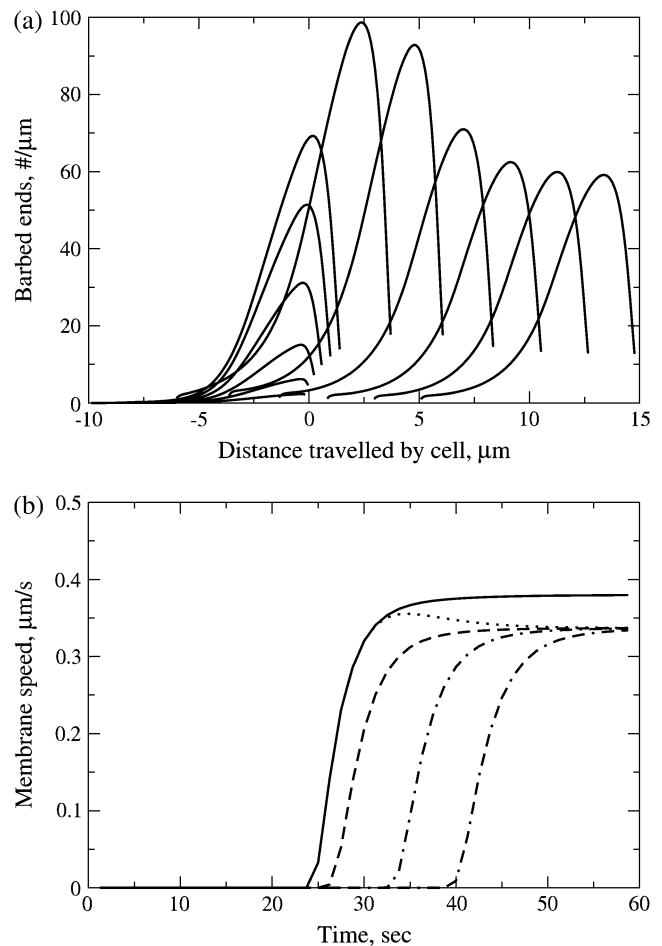 (a)
100
80
60
40
20
0
Barbed ends, #/μm
-10 -5 0 5 10 15
Distance travelled by cell, μm
(b)
0.5
0.4
0.3
0.2
0.1
0
Membrane speed, μm/s
0 10 20 30 40 50 60
Time, sec